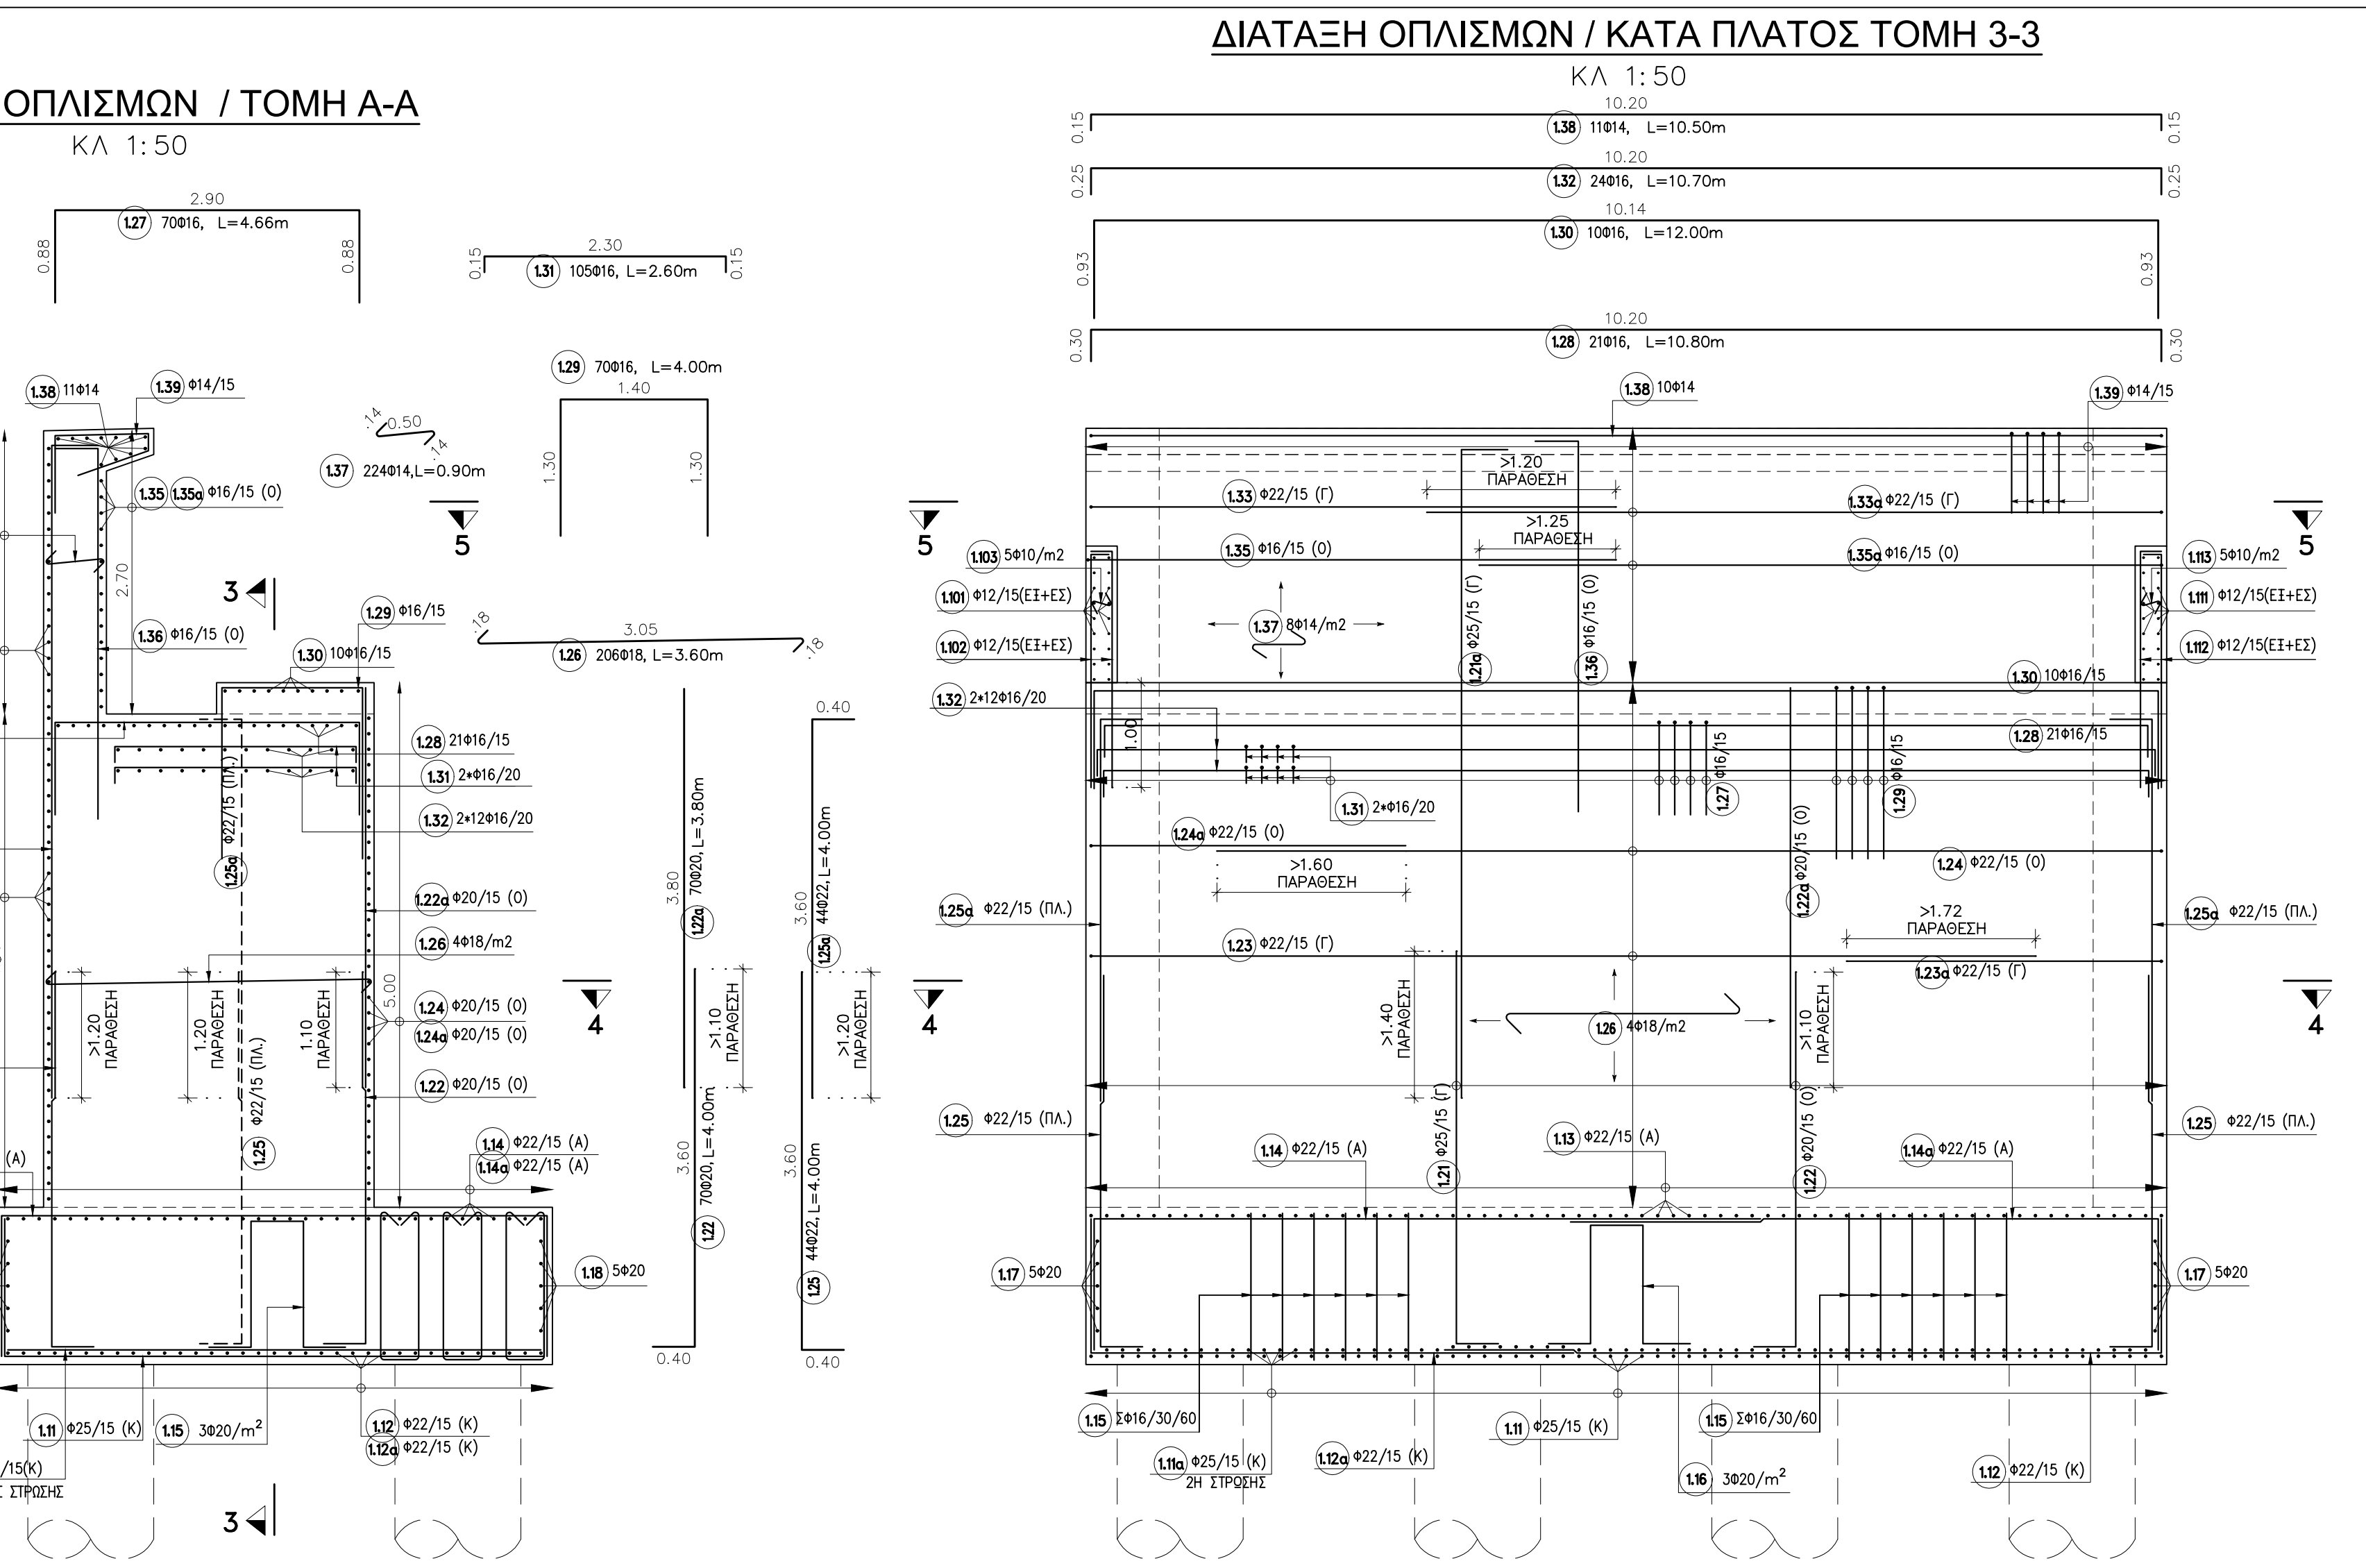 ΟΠΛΙΣΜΩΝ / ΤΟΜΗ Α-Α
ΚΛ 1:50
2.90
1.27 70Φ16, L=4.66m
0.88
0.88
2.30
1.31 105Φ16, L=2.60m
0.15
0.15
1.29 70Φ16, L=4.00m
1.40
1.30
1.30
1.38 11Φ14
1.39 Φ14/15
.14
0.50
.14
1.37 224Φ14,L=0.90m
1.35 1.35a Φ16/15 (Ο)
2.70
5
3
1.36 Φ16/15 (Ο)
1.29 Φ16/15
1.30 10Φ16/15
.18
3.05
.18
1.26 206Φ18, L=3.60m
1.28 21Φ16/15
1.31 2*Φ16/20
1.32 2*12Φ16/20
1.25a Φ22/15 (ΠΛ.)
1.22a Φ20/15 (Ο)
1.26 4Φ18/m2
5.00
1.24 Φ20/15 (Ο)
1.24a Φ20/15 (Ο)
1.22 Φ20/15 (Ο)
>1.20
ΠΑΡΑΘΕΣΗ
1.20
ΠΑΡΑΘΕΣΗ
1.10
ΠΑΡΑΘΕΣΗ
1.25 Φ22/15 (ΠΛ.)
4
1.14 Φ22/15 (Α)
1.14a Φ22/15 (Α)
(Α)
1.18 5Φ20
1.11 Φ25/15 (Κ)
1.15 3Φ20/m²
1.12 Φ22/15 (Κ)
1.12a Φ22/15 (Κ)
/15(Κ)
ΣΤΡΩΣΗΣ
3
3.80
1.22a 70Φ20, L=3.80m
>1.10
ΠΑΡΑΘΕΣΗ
3.60
1.22 70Φ20, L=4.00m
0.40
0.40
3.60
1.25a 44Φ22, L=4.00m
>1.20
ΠΑΡΑΘΕΣΗ
3.60
1.25 44Φ22, L=4.00m
0.40
ΔΙΑΤΑΞΗ ΟΠΛΙΣΜΩΝ / ΚΑΤΑ ΠΛΑΤΟΣ ΤΟΜΗ 3-3
ΚΛ 1:50
10.20
0.15
1.38 11Φ14, L=10.50m
0.15
10.20
0.25
1.32 24Φ16, L=10.70m
0.25
10.14
1.30 10Φ16, L=12.00m
0.93
0.93
10.20
0.30
1.28 21Φ16, L=10.80m
0.30
1.38 10Φ14
1.39 Φ14/15
>1.20
ΠΑΡΑΘΕΣΗ
1.33 Φ22/15 (Γ)
1.33a Φ22/15 (Γ)
5
5
>1.25
ΠΑΡΑΘΕΣΗ
1.35 Φ16/15 (Ο)
1.35a Φ16/15 (Ο)
1.103 5Φ10/m2
1.113 5Φ10/m2
1.101 Φ12/15(ΕΞ+ΕΣ)
1.111 Φ12/15(ΕΞ+ΕΣ)
1.37 8Φ14/m2
1.21a Φ25/15 (Γ)
1.36 Φ16/15 (Ο)
1.102 Φ12/15(ΕΞ+ΕΣ)
1.112 Φ12/15(ΕΞ+ΕΣ)
1.32 2*12Φ16/20
1.30 10Φ16/15
1.00
1.28 21Φ16/15
1.27 Φ16/15
1.29 Φ16/15
1.31 2*Φ16/20
1.24a Φ22/15 (Ο)
1.24 Φ22/15 (Ο)
>1.60
ΠΑΡΑΘΕΣΗ
1.22a Φ20/15 (Ο)
1.25a Φ22/15 (ΠΛ.)
1.25a Φ22/15 (ΠΛ.)
>1.72
ΠΑΡΑΘΕΣΗ
1.23 Φ22/15 (Γ)
1.23a Φ22/15 (Γ)
4
4
>1.40
ΠΑΡΑΘΕΣΗ
1.26 4Φ18/m2
>1.10
ΠΑΡΑΘΕΣΗ
1.25 Φ22/15 (ΠΛ.)
1.25 Φ22/15 (ΠΛ.)
1.14 Φ22/15 (Α)
1.21 Φ25/15 (Γ)
1.13 Φ22/15 (Α)
1.22 Φ20/15 (Ο)
1.14a Φ22/15 (Α)
1.17 5Φ20
1.17 5Φ20
1.15 ΣΦ16/30/60
1.11a Φ25/15 (Κ)
2Η ΣΤΡΩΣΗΣ
1.12a Φ22/15 (Κ)
1.11 Φ25/15 (Κ)
1.15 ΣΦ16/30/60
1.16 3Φ20/m²
1.12 Φ22/15 (Κ)